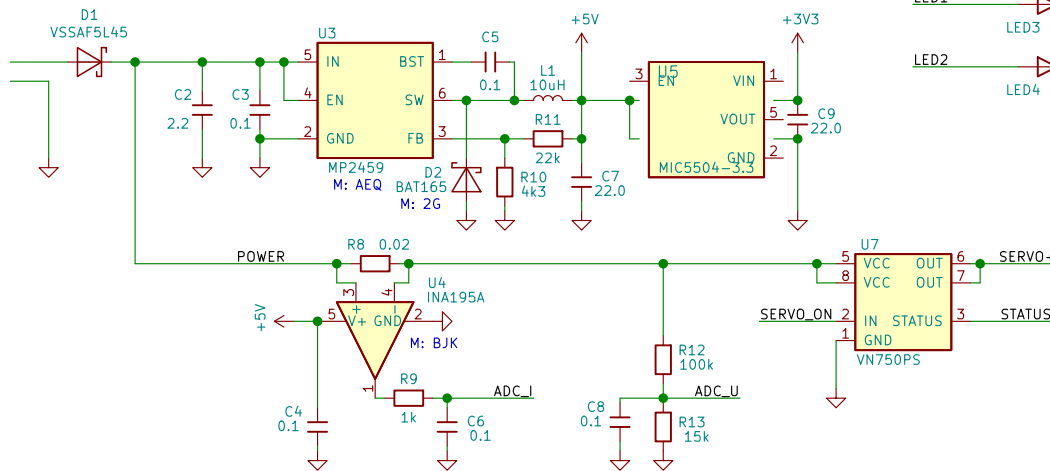 D1
VSSAF5L45
C2
2.2
C3
0.1
U3
5 IN BST 1
4 EN SW 6
2 GND FB 3
MP2459
M: AEQ
C5
0.1
L1
10uH
R11
22k
D2
BAT165
M: 2G
R10
4k3
+5V
C7
22.0
U5
3 EN VIN 1
VOUT 5
GND 2
MIC5504-3.3
+3V3
C9
22.0
LED1
LED3
LED2
LED4
POWER
R8 0.02
U4
INA195A
3 + 4 -
+5V
5 V+ GND 2
M: BJK
1
R9
1k
ADC_I
C4
0.1
C6
0.1
R12
100k
ADC_U
C8
0.1
R13
15k
U7
5 VCC OUT 6
8 VCC OUT 7
SERVO_ON 2 IN STATUS 3
1 GND
VN750PS
SERVO-
STATUS